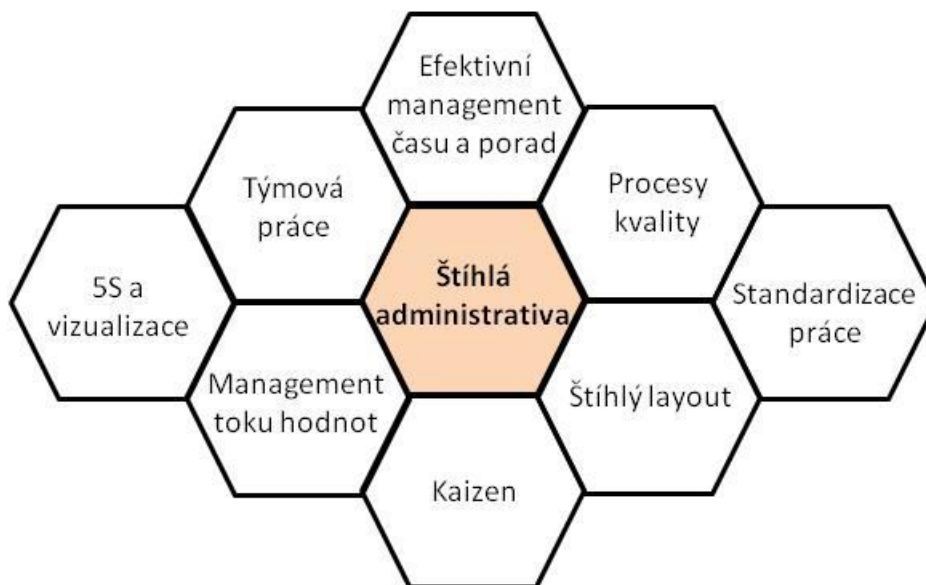 Efektivní
management
času a porad
Týmová
práce
Procesy
kvality
5S a
vizualizace
Štíhlá
administrativa
Standardizace
práce
Management
toku hodnot
Štíhlý layout
Kaizen